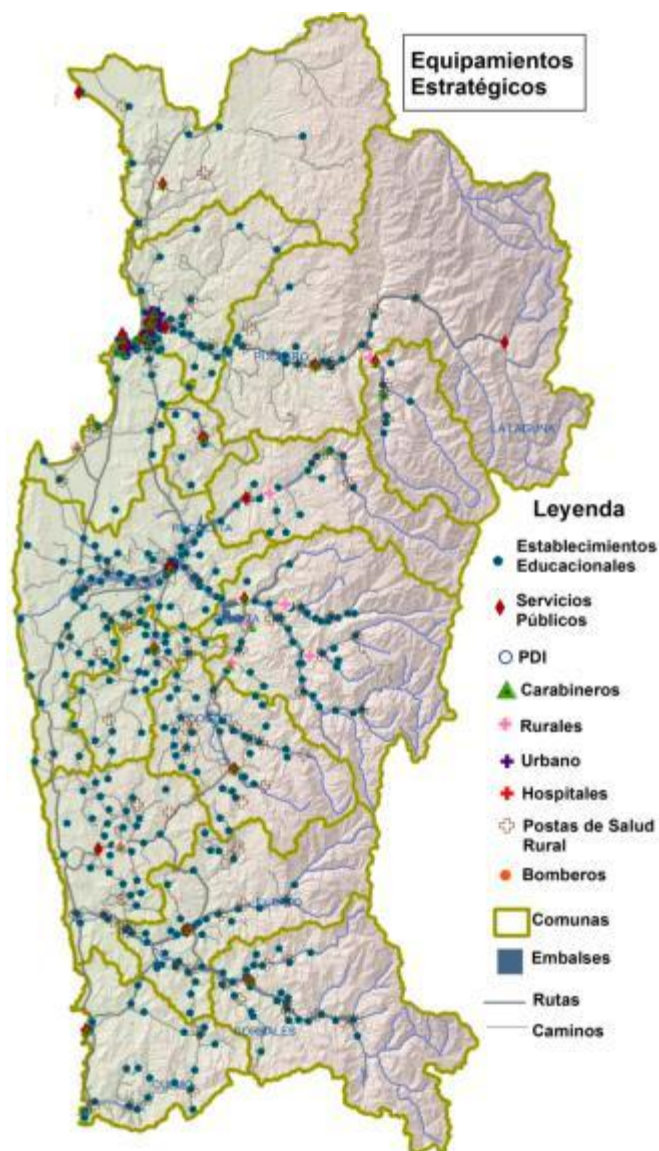 Equipamientos
Estratégicos
LA LAGUNA
Leyenda
Establecimientos
Educacionales
Servicios
Públicos
PDI
Carabineros
Rurales
Urbano
Hospitales
Postas de Salud
Rural
Bomberos
Comunas
Embalses
Rutas
Caminos